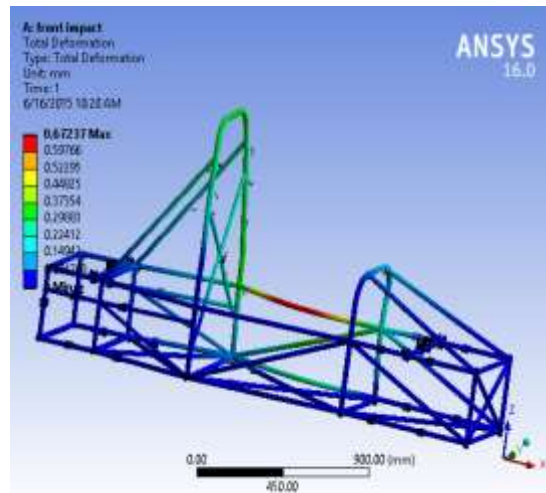 A: front impact
Total Deformation
Type: Total Deformation
Unit: mm
Time: 1
6/16/2015 10:20 AM
ANSYS
16.0
0.67237 Max
0.59766
0.52295
0.44825
0.37354
0.29883
0.22412
0.14942
0.00
900.00 (mm)
450.00
Z
X